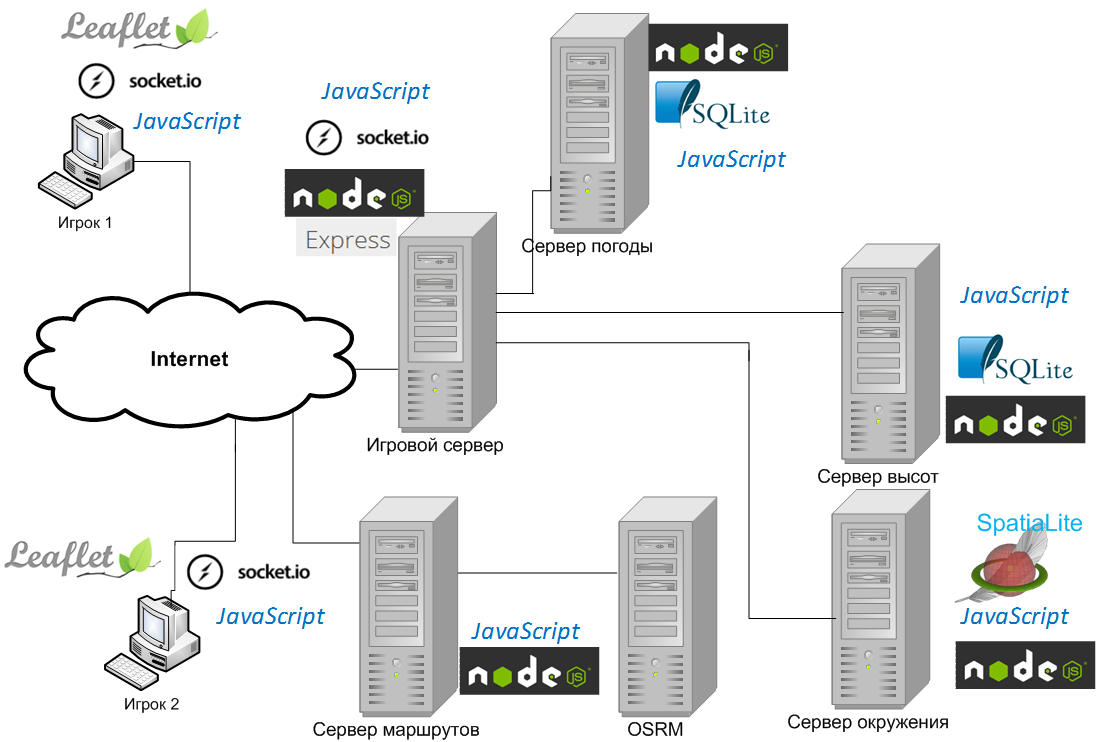 Leaflet
socket.io
JavaScript
Игрок 1
JavaScript
socket.io
node JS
Express
Игровой сервер
node JS
SQLite
JavaScript
Сервер погоды
Internet
JavaScript
SQLite
node JS
Сервер высот
Leaflet
socket.io
JavaScript
Игрок 2
JavaScript
node JS
Сервер маршрутов
OSRM
SpatiaLite
JavaScript
node JS
Сервер окружения